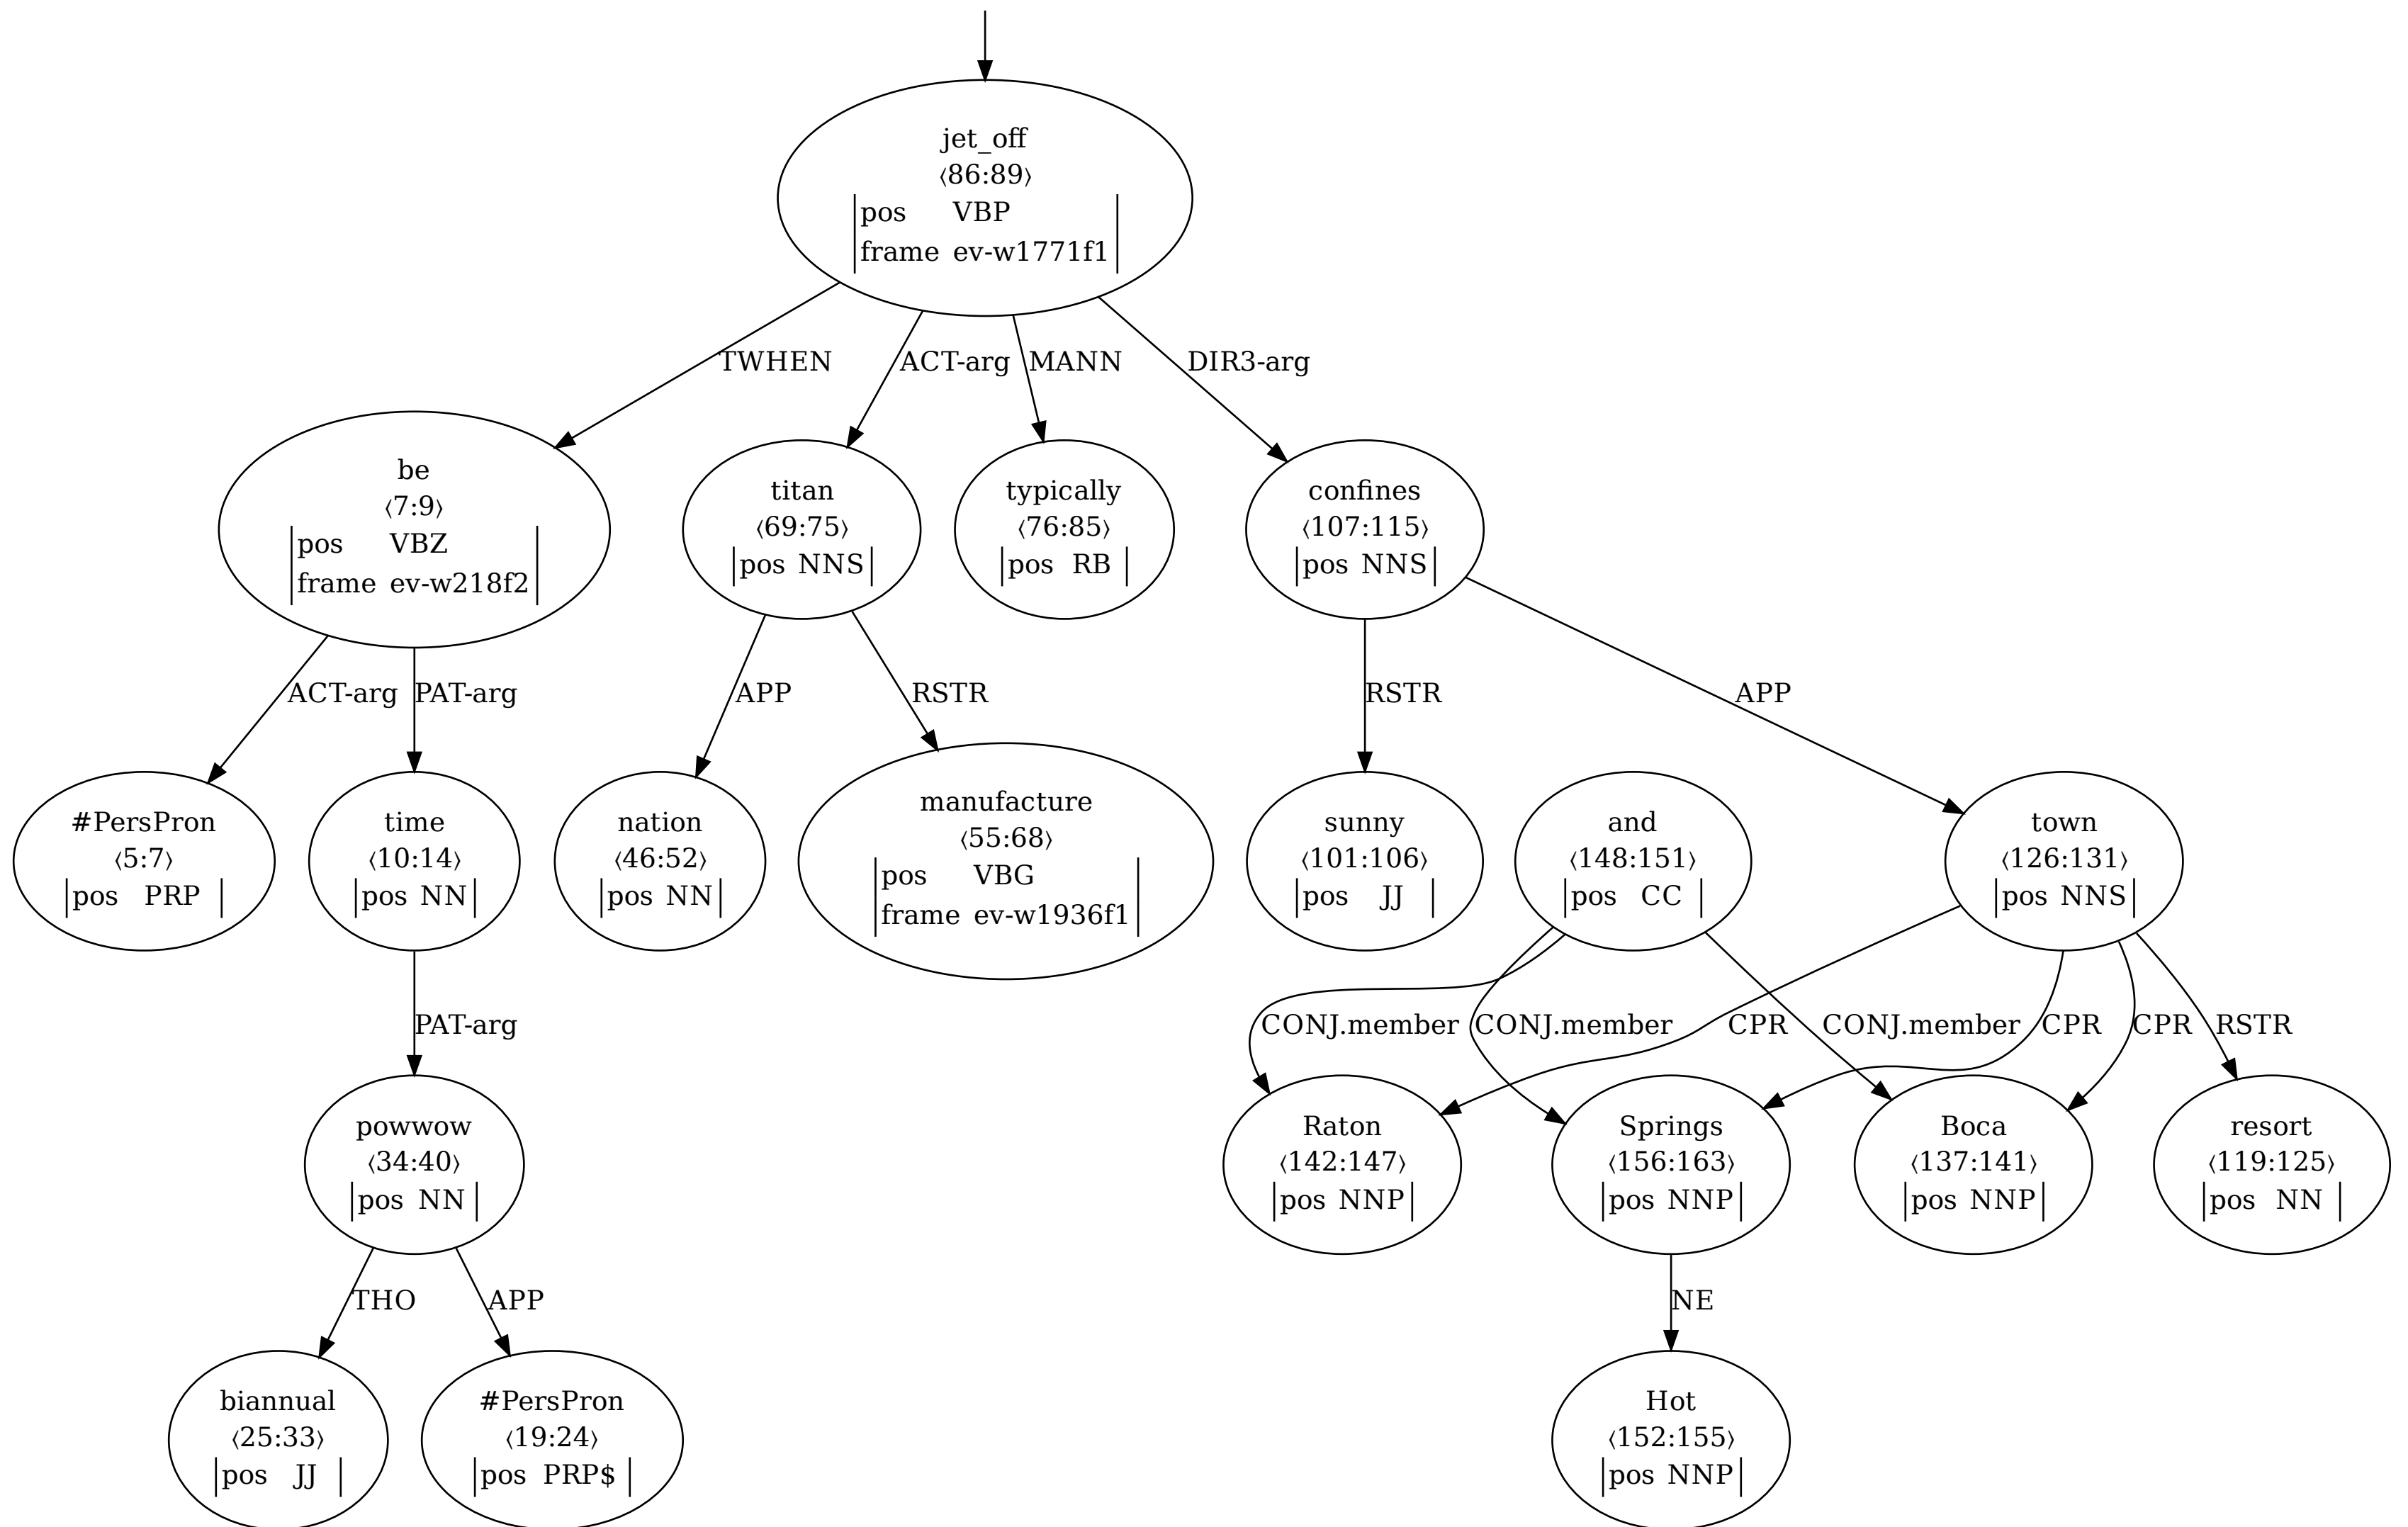 jet_off
⟨86:89⟩
pos VBP
frame ev-w1771f1
TWHEN
ACT-arg
MANN
DIR3-arg
be
⟨7:9⟩
pos VBZ
frame ev-w218f2
titan
⟨69:75⟩
pos NNS
typically
⟨76:85⟩
pos RB
confines
⟨107:115⟩
pos NNS
ACT-arg
PAT-arg
APP
RSTR
RSTR
APP
#PersPron
⟨5:7⟩
pos PRP
time
⟨10:14⟩
pos NN
nation
⟨46:52⟩
pos NN
manufacture
⟨55:68⟩
pos VBG
frame ev-w1936f1
sunny
⟨101:106⟩
pos JJ
and
⟨148:151⟩
pos CC
town
⟨126:131⟩
pos NNS
PAT-arg
CONJ.member
CONJ.member
CPR
CONJ.member
CPR
CPR
RSTR
powwow
⟨34:40⟩
pos NN
Raton
⟨142:147⟩
pos NNP
Springs
⟨156:163⟩
pos NNP
Boca
⟨137:141⟩
pos NNP
resort
⟨119:125⟩
pos NN
THO
APP
NE
biannual
⟨25:33⟩
pos JJ
#PersPron
⟨19:24⟩
pos PRP$
Hot
⟨152:155⟩
pos NNP